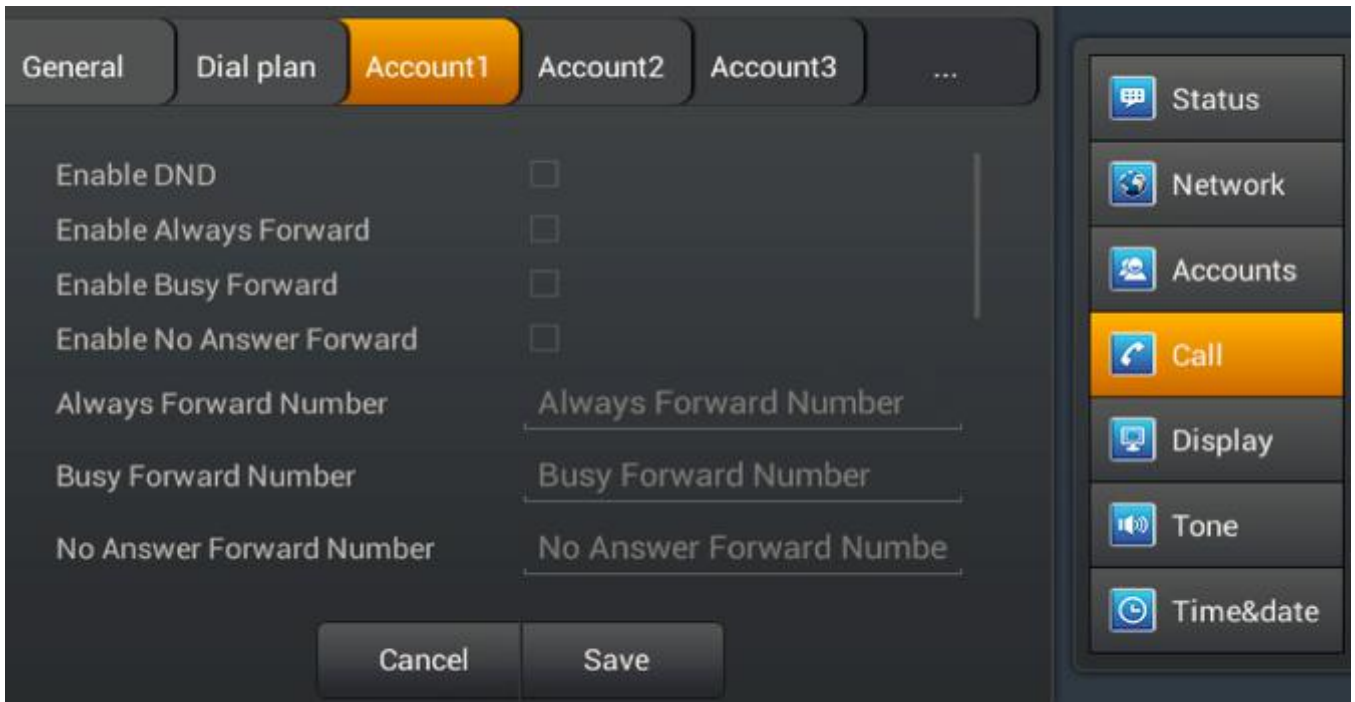 General Dial plan Account1 Account2 Account3 ...
Enable DND
Enable Always Forward
Enable Busy Forward
Enable No Answer Forward
Always Forward Number Always Forward Number
Busy Forward Number Busy Forward Number
No Answer Forward Number No Answer Forward Numbe
Cancel Save
Status
Network
Accounts
Call
Display
Tone
Time&date